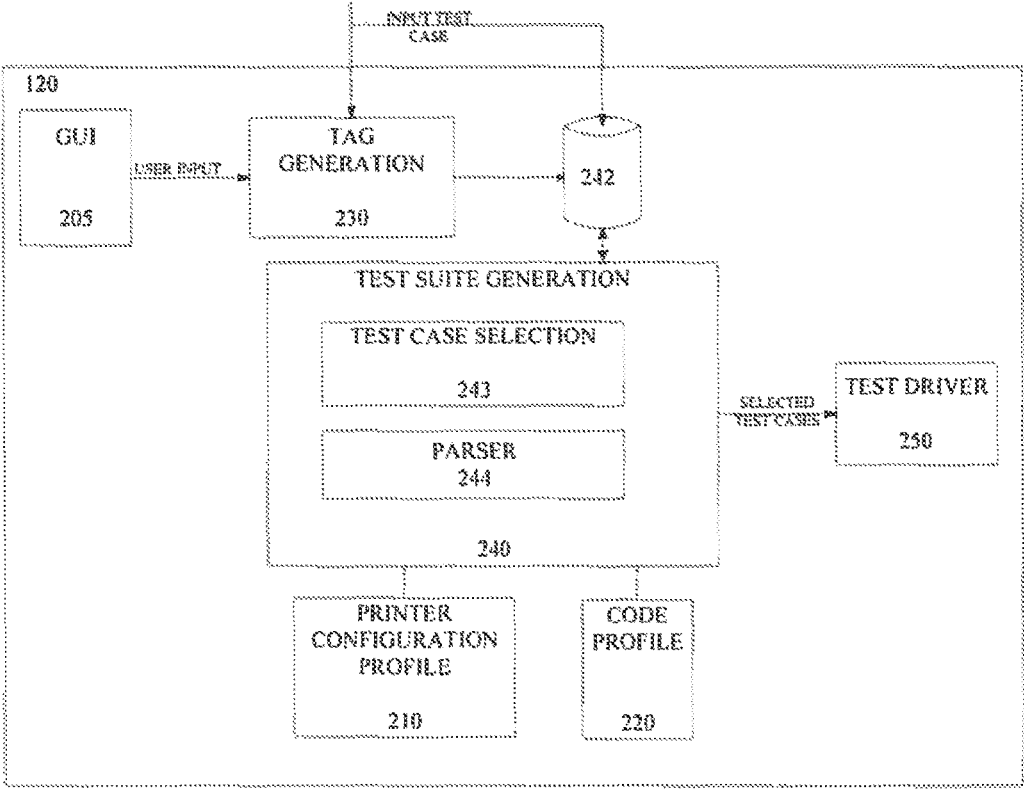 INPUT TEST
CASE
120
GUI
205
USER INPUT
TAG
GENERATION
230
242
TEST SUITE GENERATION
TEST CASE SELECTION
243
PARSER
244
240
SELECTED
TEST CASES
TEST DRIVER
250
PRINTER
CONFIGURATION
PROFILE
210
CODE
PROFILE
220